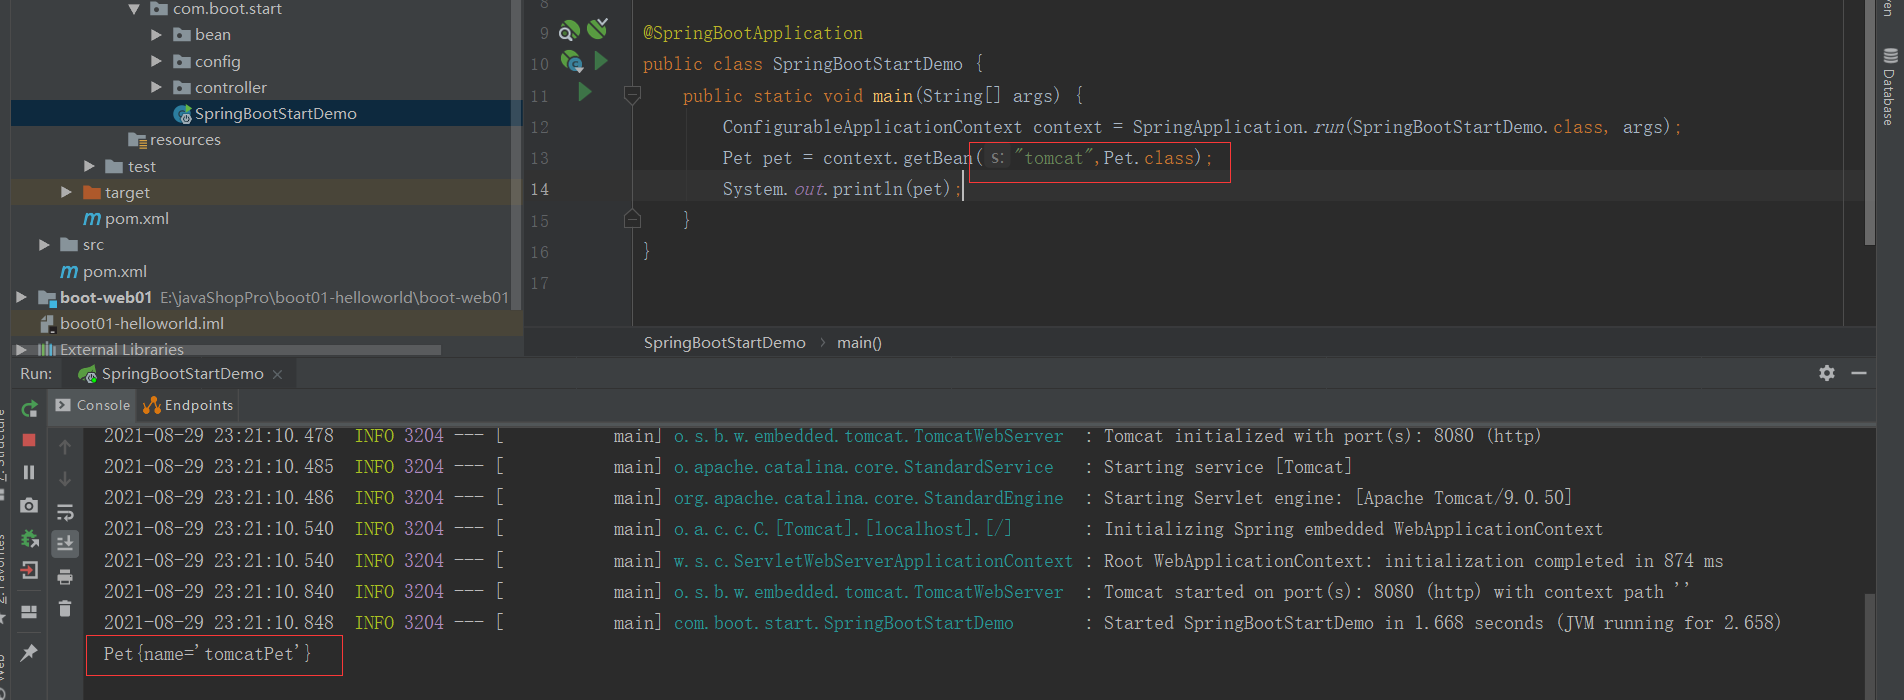 com.boot.start
bean
config
controller
SpringBootStartDemo
resources
test
target
pom.xml
src
pom.xml
boot-web01 E:\javaShopPro\boot01-helloworld\boot-web01
boot01-helloworld.iml
External Libraries
8
9 @SpringBootApplication
10 public class SpringBootStartDemo {
11 public static void main(String[] args) {
12 ConfigurableApplicationContext context = SpringApplication.run(SpringBootStartDemo.class, args);
13 Pet pet = context.getBean( s: "tomcat",Pet.class);
14 System.out.println(pet);
15 }
16 }
17
SpringBootStartDemo › main()
Database
Run: SpringBootStartDemo ×
Console Endpoints
2021-08-29 23:21:10.478 INFO 3204 --- [ main] o.s.b.w.embedded.tomcat.TomcatWebServer : Tomcat initialized with port(s): 8080 (http)
2021-08-29 23:21:10.485 INFO 3204 --- [ main] o.apache.catalina.core.StandardService : Starting service [Tomcat]
2021-08-29 23:21:10.486 INFO 3204 --- [ main] org.apache.catalina.core.StandardEngine : Starting Servlet engine: [Apache Tomcat/9.0.50]
2021-08-29 23:21:10.540 INFO 3204 --- [ main] o.a.c.c.C.[Tomcat].[localhost].[/] : Initializing Spring embedded WebApplicationContext
2021-08-29 23:21:10.540 INFO 3204 --- [ main] w.s.c.ServletWebServerApplicationContext : Root WebApplicationContext: initialization completed in 874 ms
2021-08-29 23:21:10.840 INFO 3204 --- [ main] o.s.b.w.embedded.tomcat.TomcatWebServer : Tomcat started on port(s): 8080 (http) with context path ''
2021-08-29 23:21:10.848 INFO 3204 --- [ main] com.boot.start.SpringBootStartDemo : Started SpringBootStartDemo in 1.668 seconds (JVM running for 2.658)
Pet{name='tomcatPet'}
2: Favorites
Web